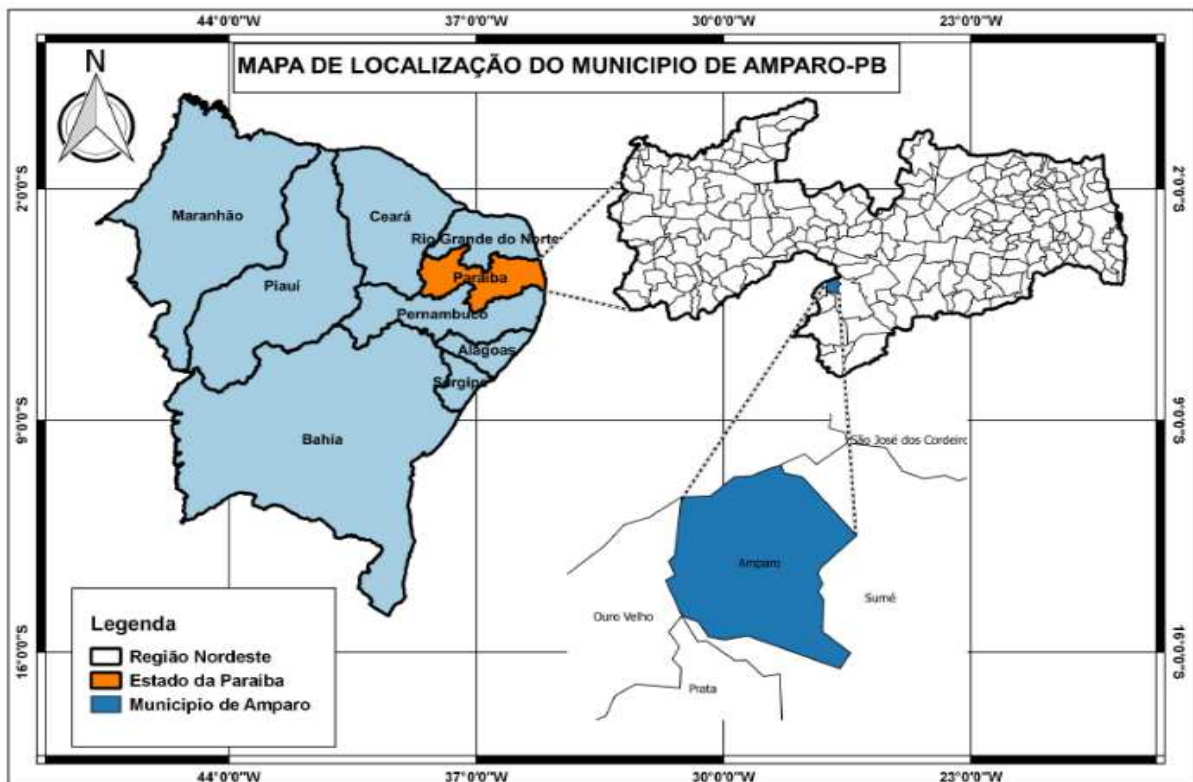 44°0'0"W 37°0'0"W 30°0'0"W 23°0'0"W
N
MAPA DE LOCALIZAÇÃO DO MUNICIPIO DE AMPARO-PB
2°0'0"S
2°0'0"S
Maranhão
Ceará
Rio Grande do Norte
Paraiba
Piauí
Pernambuco
Alagoas
Sergipe
Bahia
9°0'0"S
9°0'0"S
São José dos Cordeiro
Amparo
Sumé
Ouro Velho
Prata
16°0'0"S
16°0'0"S
Legenda
Região Nordeste
Estado da Paraiba
Municipio de Amparo
44°0'0"W 37°0'0"W 30°0'0"W 23°0'0"W